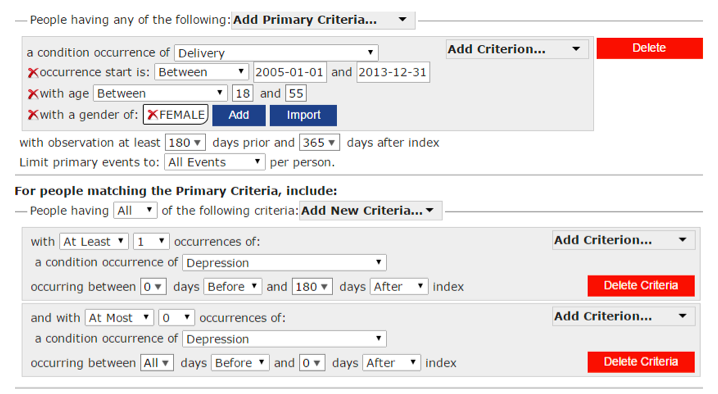 People having any of the following: Add Primary Criteria...
a condition occurrence of Delivery Add Criterion... Delete
occurrence start is: Between 2005-01-01 and 2013-12-31
with age Between 18 and 55
with a gender of: FEMALE Add Import
with observation at least 180 days prior and 365 days after index
Limit primary events to: All Events per person.
For people matching the Primary Criteria, include:
People having All of the following criteria: Add New Criteria...
with At Least 1 occurrences of: Add Criterion...
a condition occurrence of Depression
occurring between 0 days Before and 180 days After index Delete Criteria
and with At Most 0 occurrences of: Add Criterion...
a condition occurrence of Depression
occurring between All days Before and 0 days After index Delete Criteria